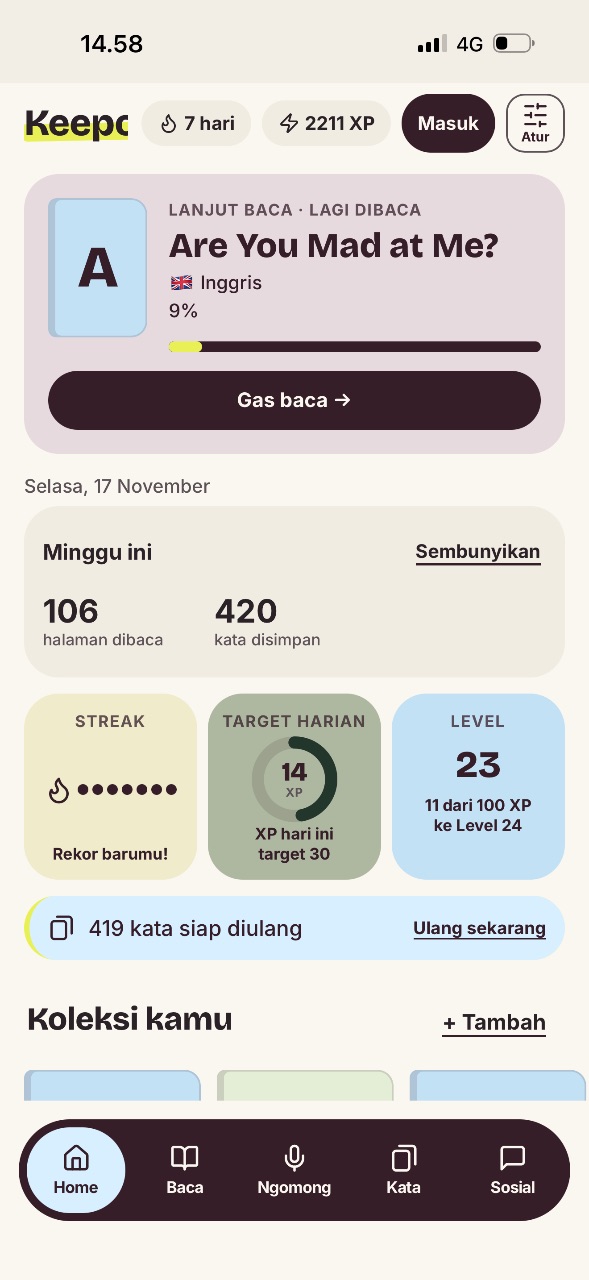 14.58
4G
7 hari
2211 XP
Masuk
Atur
A
LANJUT BACA · LAGI DIBACA
Are You Mad at Me?
🇬🇧 Inggris
9%
Gas baca →
Selasa, 17 November
Minggu ini
Sembunyikan
106
halaman dibaca
420
kata disimpan
STREAK
Rekor barumu!
TARGET HARIAN
14
XP
XP hari ini
target 30
LEVEL
23
11 dari 100 XP
ke Level 24
419 kata siap diulang
Ulang sekarang
Koleksi kamu
+ Tambah
Home
Baca
Ngomong
Kata
Sosial